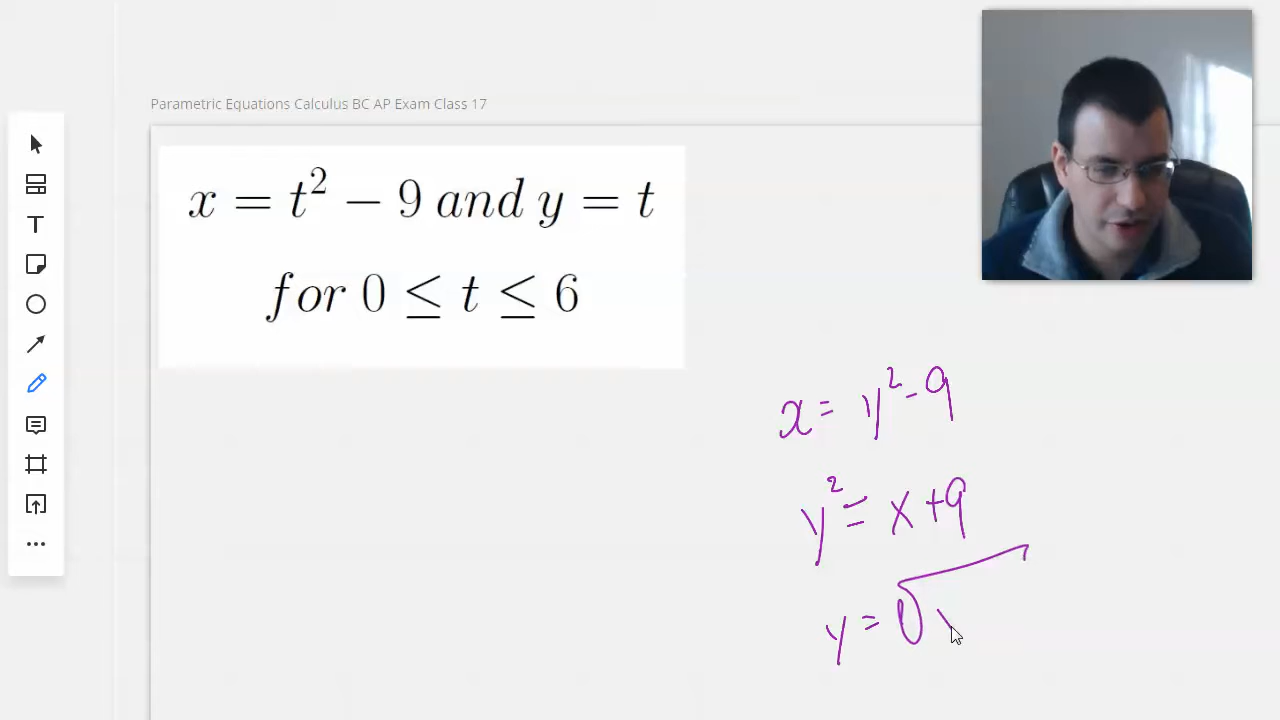 Parametric Equations Calculus BC AP Exam Class 17
x = t² − 9 and y = t
for 0 ≤ t ≤ 6
x = y² - 9
y² = x + 9
y = √